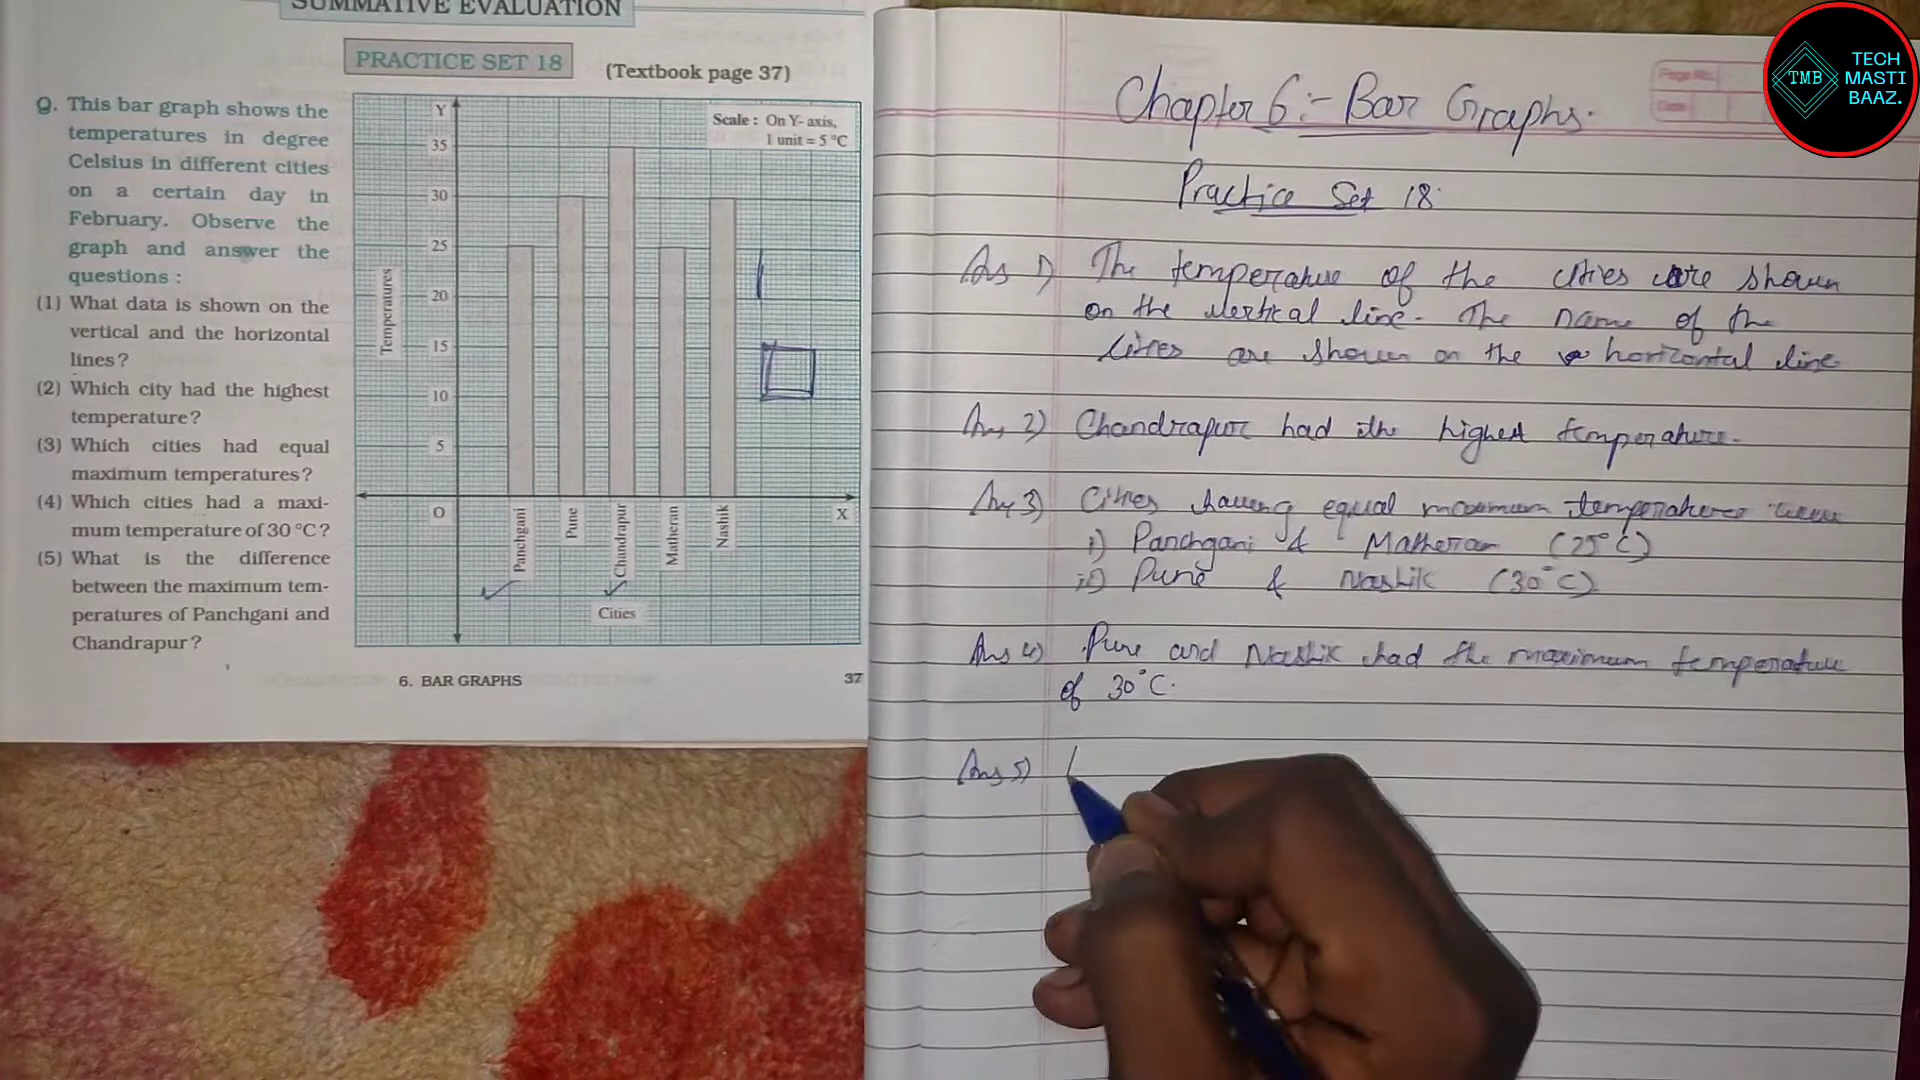 SUMMATIVE EVALUATION
PRACTICE SET 18
(Textbook page 37)
Q. This bar graph shows the
temperatures in degree
Celsius in different cities
on a certain day in
February. Observe the
graph and answer the
questions :
(1) What data is shown on the
vertical and the horizontal
lines?
(2) Which city had the highest
temperature?
(3) Which cities had equal
maximum temperatures?
(4) Which cities had a maxi-
mum temperature of 30 °C?
(5) What is the difference
between the maximum tem-
peratures of Panchgani and
Chandrapur?
Y
Scale : On Y- axis,
1 unit = 5 °C
35
30
25
20
15
10
5
O
X
Temperatures
Panchgani
Pune
Chandrapur
Matheran
Nashik
Cities
6. BAR GRAPHS
37
Chapter 6:- Bar Graphs.
Practice Set 18.
Ans 1) The temperature of the cities are shown
on the vertical line. The name of the
cities are shown on the horizontal line.
Ans 2) Chandrapur had the highest temperature.
Ans 3) Cities having equal maximum temperatures were
i) Panchgani & Matheran (25°C)
ii) Pune & Nashik (30°C)
Ans 4) Pune and Nashik had the maximum temperature
of 30°C.
Ans 5)
Page No.
Date
TMB
TECH
MASTI
BAAZ.